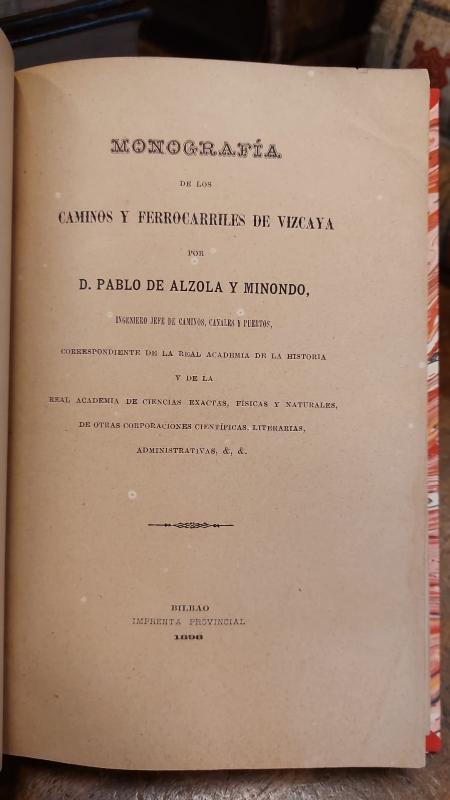 MONOGRAFÍA
DE LOS
CAMINOS Y FERROCARRILES DE VIZCAYA
POR
D. PABLO DE ALZOLA Y MINONDO,
INGENIERO JEFE DE CAMINOS, CANALES Y PUERTOS,
CORRESPONDIENTE DE LA REAL ACADEMIA DE LA HISTORIA
Y DE LA
REAL ACADEMIA DE CIENCIAS EXACTAS, FÍSICAS Y NATURALES,
DE OTRAS CORPORACIONES CIENTÍFICAS, LITERARIAS,
ADMINISTRATIVAS, &, &.
BILBAO
IMPRENTA PROVINCIAL
1898